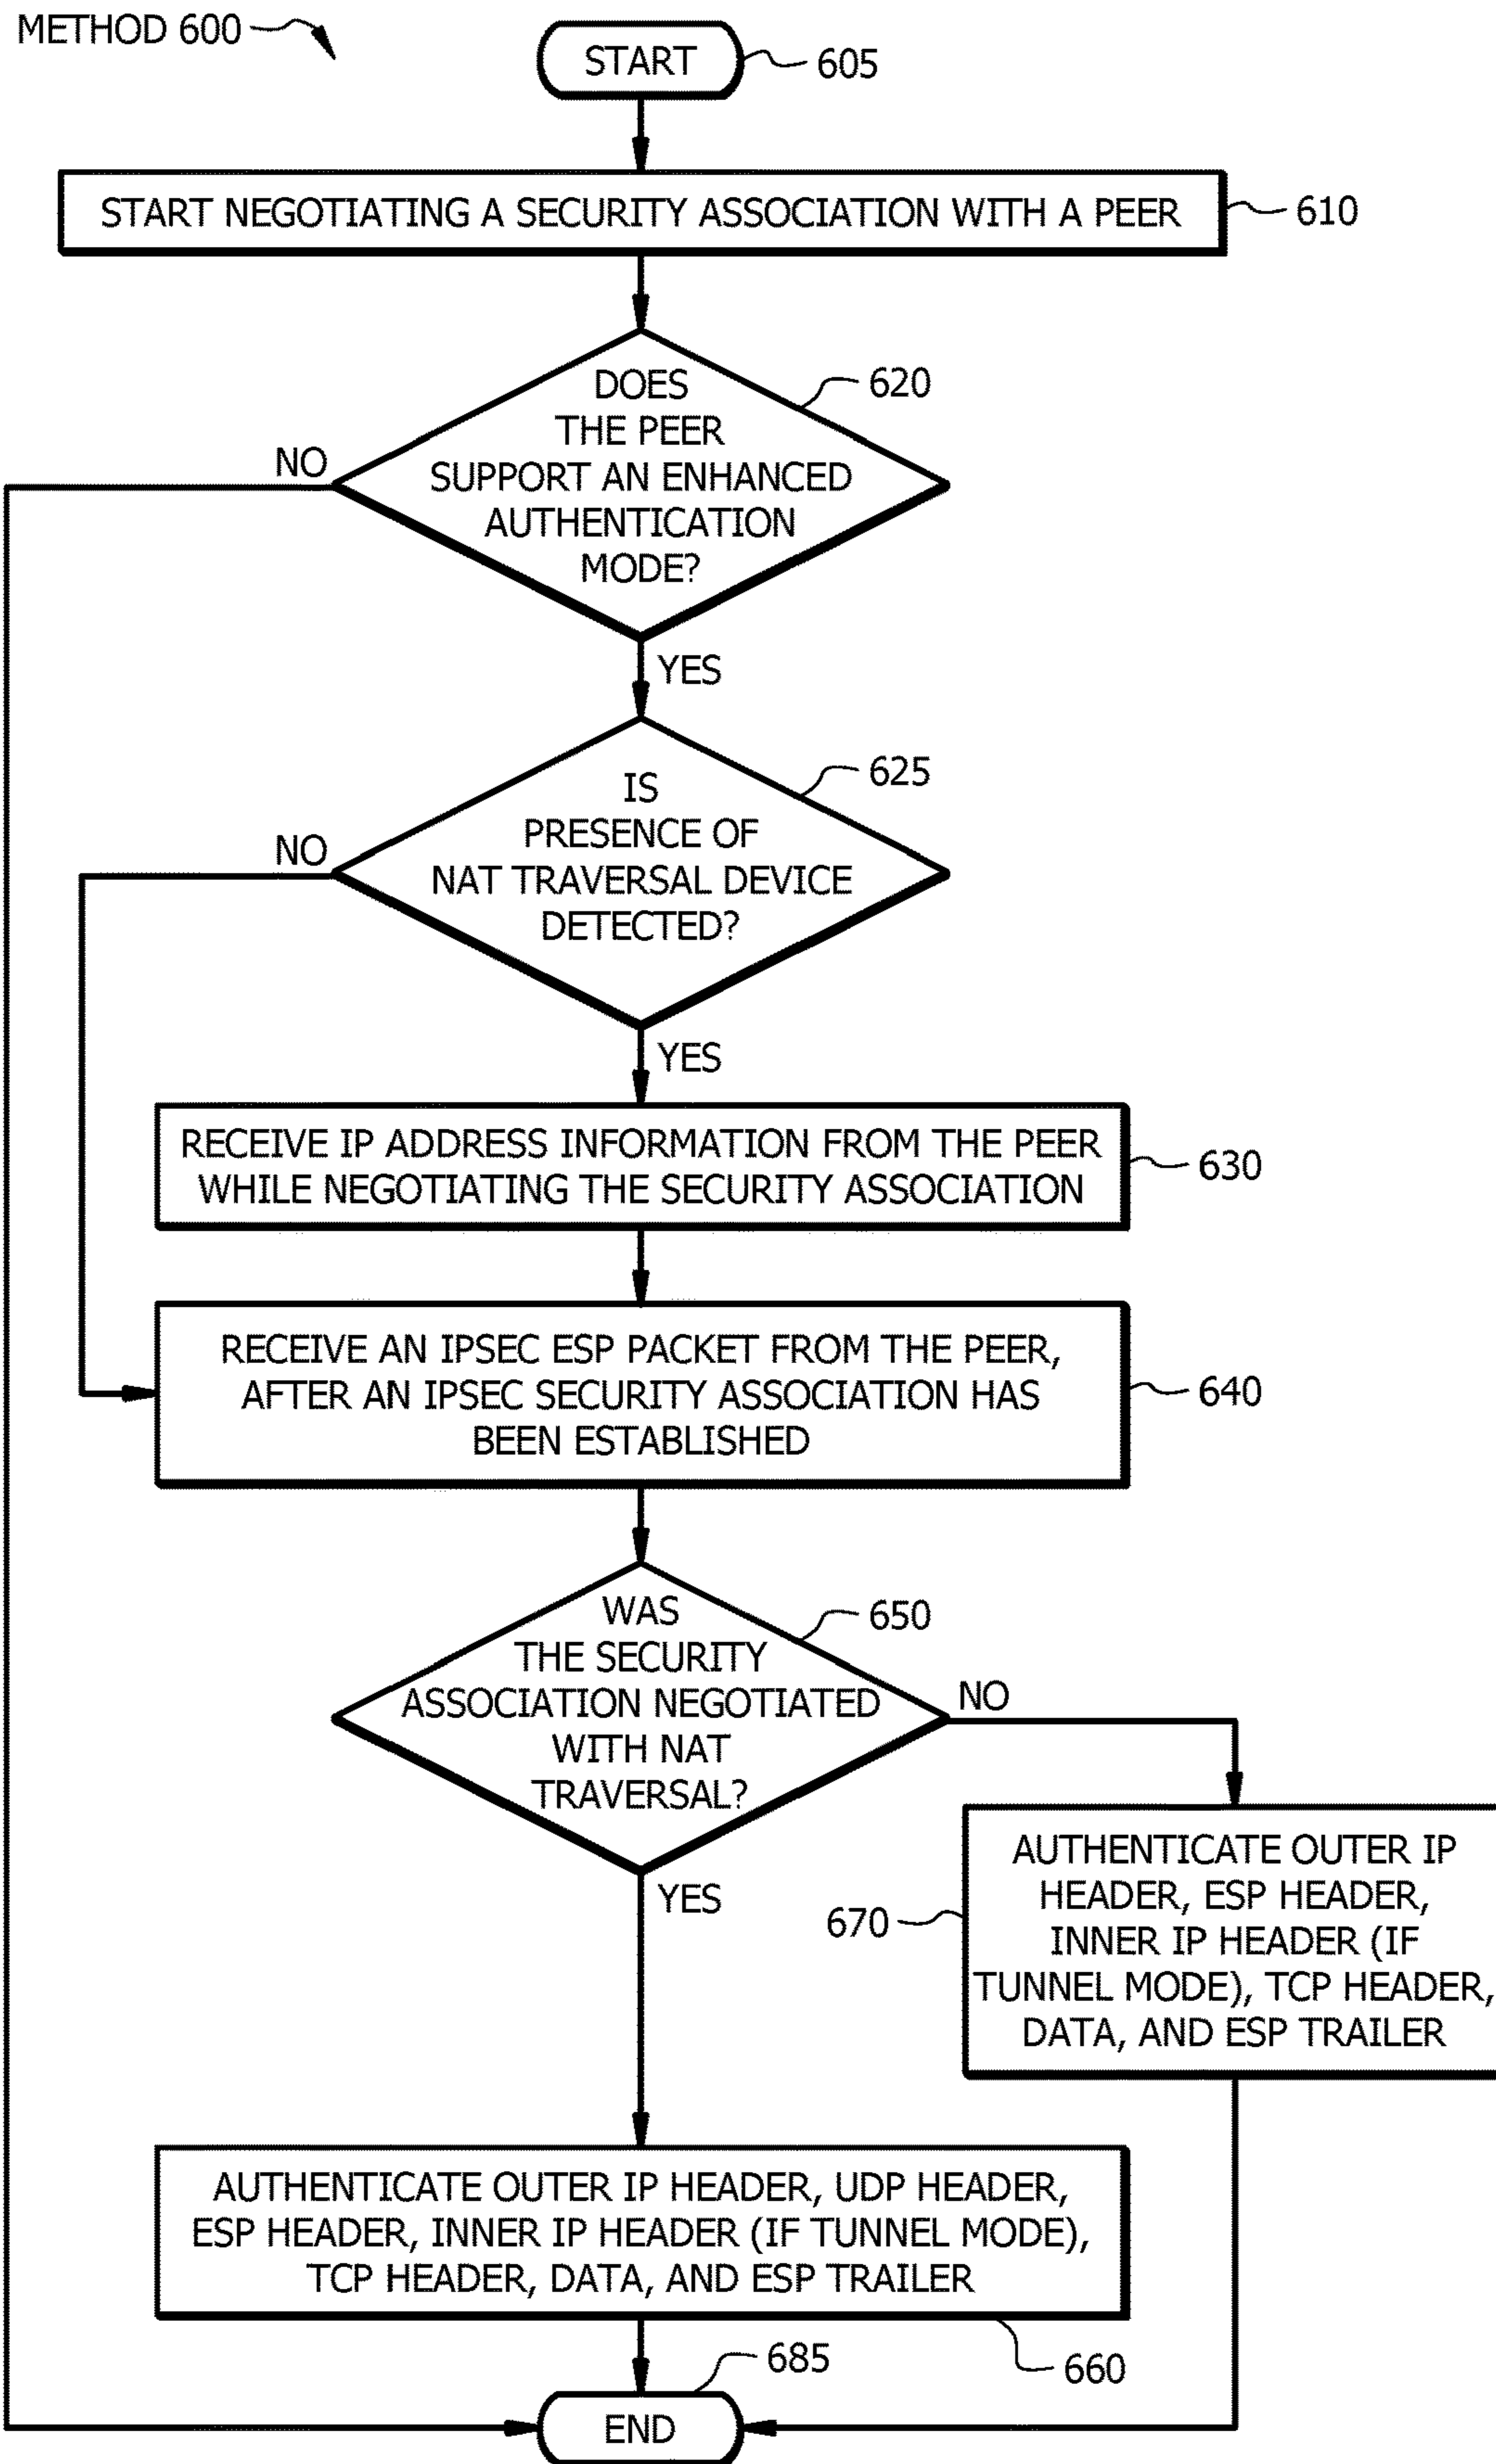 METHOD 600
START
605
START NEGOTIATING A SECURITY ASSOCIATION WITH A PEER
610
DOES
THE PEER
SUPPORT AN ENHANCED
AUTHENTICATION
MODE?
620
NO
YES
IS
PRESENCE OF
NAT TRAVERSAL DEVICE
DETECTED?
625
NO
YES
RECEIVE IP ADDRESS INFORMATION FROM THE PEER
WHILE NEGOTIATING THE SECURITY ASSOCIATION
630
RECEIVE AN IPSEC ESP PACKET FROM THE PEER,
AFTER AN IPSEC SECURITY ASSOCIATION HAS
BEEN ESTABLISHED
640
WAS
THE SECURITY
ASSOCIATION NEGOTIATED
WITH NAT
TRAVERSAL?
650
NO
YES
AUTHENTICATE OUTER IP
HEADER, ESP HEADER,
INNER IP HEADER (IF
TUNNEL MODE), TCP HEADER,
DATA, AND ESP TRAILER
670
AUTHENTICATE OUTER IP HEADER, UDP HEADER,
ESP HEADER, INNER IP HEADER (IF TUNNEL MODE),
TCP HEADER, DATA, AND ESP TRAILER
660
685
END